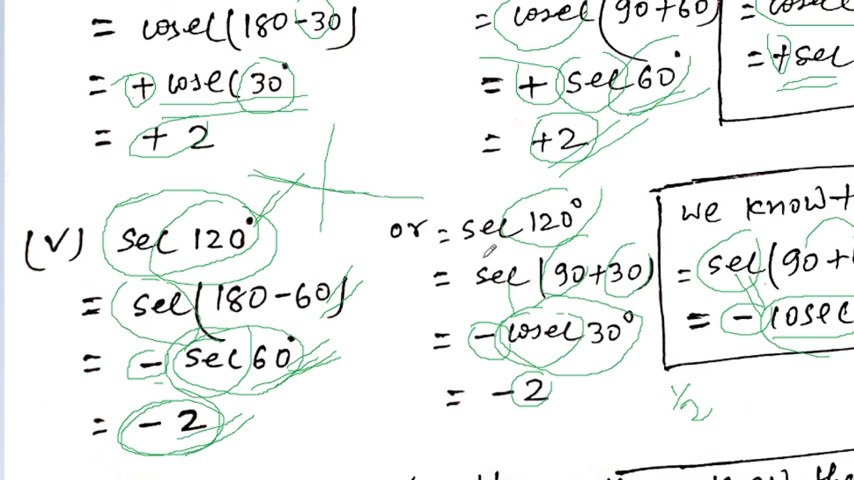 = cosec(180-30)
= + cosec 30°
= + 2
= cosec(90+60)
= + sec 60°
= +2
= cosec
= +sec
(V) sec 120°
= sec(180-60)
= - sec 60°
= -2
or = sec 120°
= sec(90+30)
= - cosec 30°
= -2
we know t
= sec(90+
= - cosec
1/2